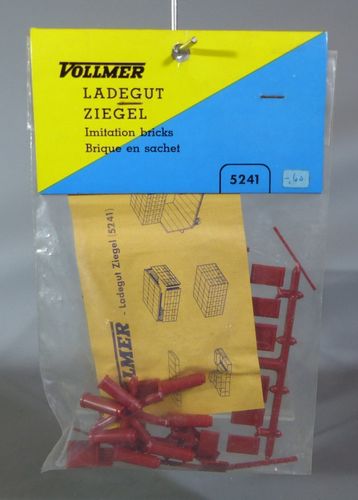 VOLLMER
LADEGUT
ZIEGEL
Imitation bricks
Brique en sachet
5241
-.60
VOLLMER - Ladegut Ziegel (5241)